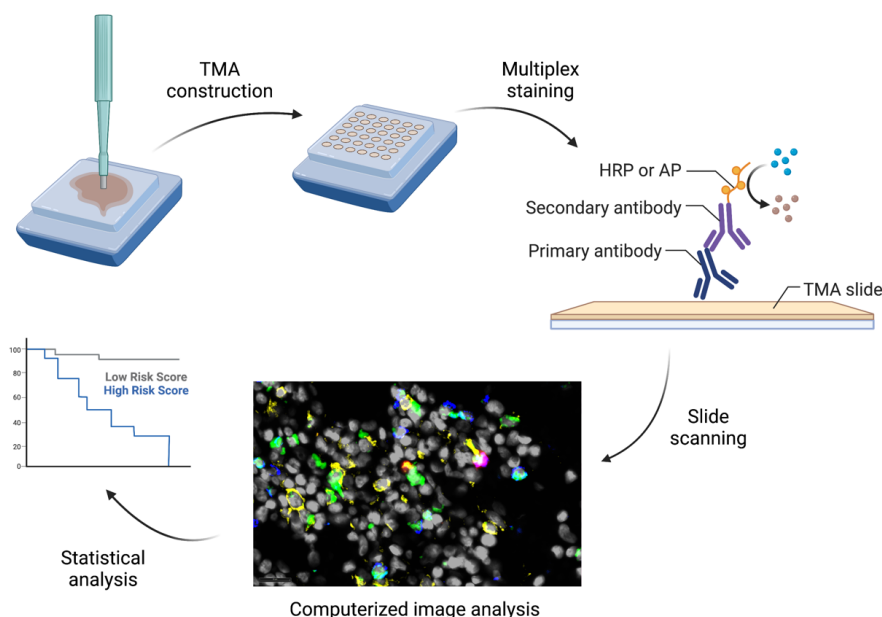 TMA
construction
Multiplex
staining
HRP or AP
Secondary antibody
Primary antibody
TMA slide
Slide
scanning
Computerized image analysis
Statistical
analysis
100
80
60
40
20
0
Low Risk Score
High Risk Score